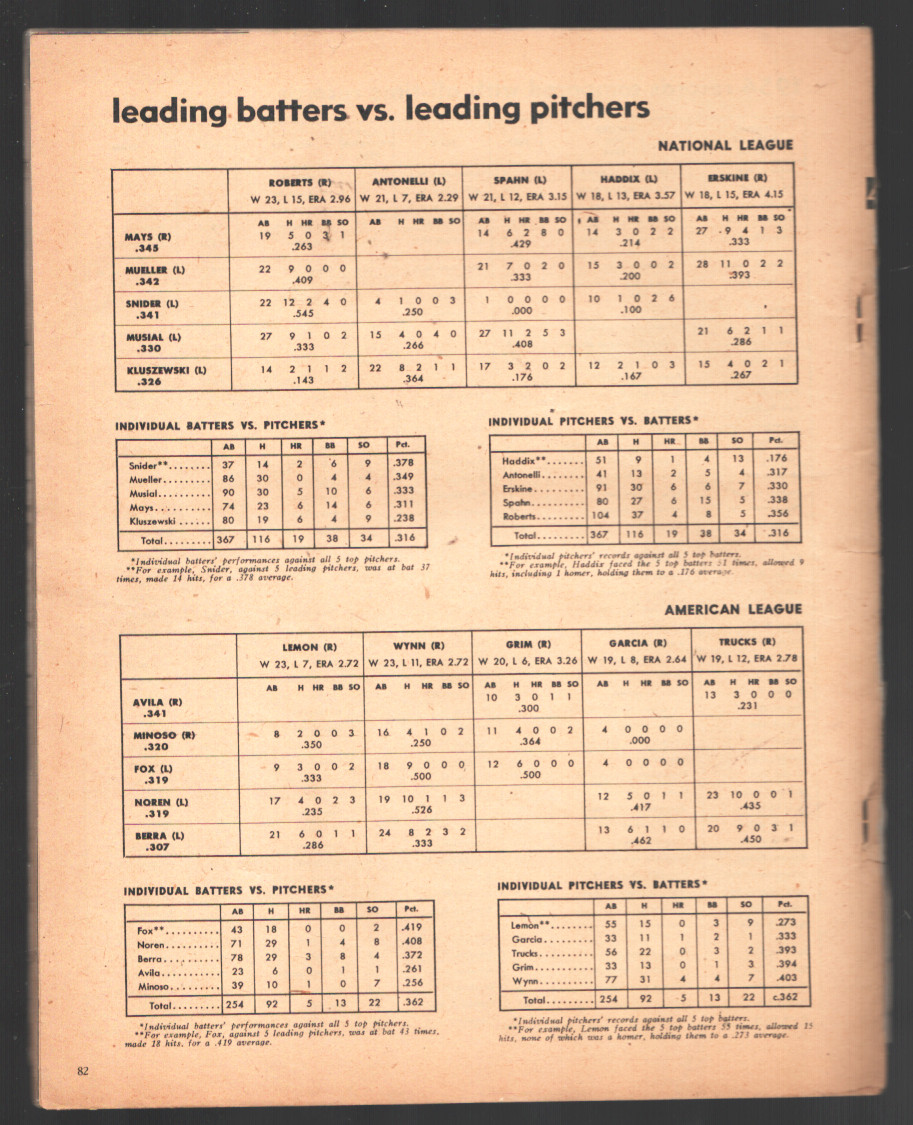 leading batters vs. leading pitchers
NATIONAL LEAGUE
ROBERTS (R) ANTONELLI (L) SPAHN (L) HADDIX (L) ERSKINE (R)
W 23, L 15, ERA 2.96 W 21, L 7, ERA 2.29 W 21, L 12, ERA 3.15 W 18, L 13, ERA 3.57 W 18, L 15, ERA 4.15
AB H HR BB SO AB H HR BB SO AB H HR BB SO AB H HR BB SO AB H HR BB SO
MAYS (R) 19 5 0 3 1 14 6 2 8 0 14 3 0 2 2 27 9 4 1 3
.345 .263 .429 .214 .333
MUELLER (L) 22 9 0 0 0 21 7 0 2 0 15 3 0 0 2 28 11 0 2 2
.342 .409 .333 .200 .393
SNIDER (L) 22 12 2 4 0 4 1 0 0 3 1 0 0 0 0 10 1 0 2 6
.341 .545 .250 .000 .100
MUSIAL (L) 27 9 1 0 2 15 4 0 4 0 27 11 2 5 3 21 6 2 1 1
.330 .333 .266 .408 .286
KLUSZEWSKI (L) 14 2 1 1 2 22 8 2 1 1 17 3 2 0 2 12 2 1 0 3 15 4 0 2 1
.326 .143 .364 .176 .167 .267
INDIVIDUAL BATTERS VS. PITCHERS*
AB H HR BB SO Pct.
Snider**........ 37 14 2 6 9 .378
Mueller......... 86 30 0 4 4 .349
Musial.......... 90 30 5 10 6 .333
Mays............ 74 23 6 14 6 .311
Kluszewski ...... 80 19 6 4 9 .238
Total......... 367 116 19 38 34 .316
*Individual batters' performances against all 5 top pitchers.
**For example, Snider, against 5 leading pitchers, was at bat 37
times, made 14 hits, for a .378 average.
INDIVIDUAL PITCHERS VS. BATTERS*
AB H HR BB SO Pct.
Haddix**....... 51 9 1 4 13 .176
Antonelli........ 41 13 2 5 4 .317
Erskine.......... 91 30 6 6 7 .330
Spahn........... 80 27 6 15 5 .338
Roberts......... 104 37 4 8 5 .356
Total......... 367 116 19 38 34 .316
*Individual pitchers' records against all 5 top batters.
**For example, Haddix faced the 5 top batters 51 times, allowed 9
hits, including 1 homer, holding them to a .176 average.
AMERICAN LEAGUE
LEMON (R) WYNN (R) GRIM (R) GARCIA (R) TRUCKS (R)
W 23, L 7, ERA 2.72 W 23, L 11, ERA 2.72 W 20, L 6, ERA 3.26 W 19, L 8, ERA 2.64 W 19, L 12, ERA 2.78
AB H HR BB SO AB H HR BB SO AB H HR BB SO AB H HR BB SO AB H HR BB SO
AVILA (R) 10 3 0 1 1 13 3 0 0 0
.341 .300 .231
MINOSO (R) 8 2 0 0 3 16 4 1 0 2 11 4 0 0 2 4 0 0 0 0
.320 .350 .250 .364 .000
FOX (L) 9 3 0 0 2 18 9 0 0 0 12 6 0 0 0 4 0 0 0 0
.319 .333 .500 .500
NOREN (L) 17 4 0 2 3 19 10 1 1 3 12 5 0 1 1 23 10 0 0 1
.319 .235 .526 .417 .435
BERRA (L) 21 6 0 1 1 24 8 2 3 2 13 6 1 1 0 20 9 0 3 1
.307 .286 .333 .462 .450
INDIVIDUAL BATTERS VS. PITCHERS*
AB H HR BB SO Pct.
Fox**.......... 43 18 0 0 2 .419
Noren.......... 71 29 1 4 8 .408
Berra........... 78 29 3 8 4 .372
Avila........... 23 6 0 1 1 .261
Minoso.......... 39 10 1 0 7 .256
Total......... 254 92 5 13 22 .362
*Individual batters' performances against all 5 top pitchers.
**For example, Fox, against 5 leading pitchers, was at bat 43 times,
made 18 hits, for a .419 average.
INDIVIDUAL PITCHERS VS. BATTERS*
AB H HR BB SO Pct.
Lemon**........ 55 15 0 3 9 .273
Garcia.......... 33 11 1 2 1 .333
Trucks.......... 56 22 0 3 2 .393
Grim............ 33 13 0 1 3 .394
Wynn........... 77 31 4 4 7 .403
Total......... 254 92 5 13 22 c.362
*Individual pitcher's records against all 5 top batters.
**For example, Lemon faced the 5 top batters 55 times, allowed 15
hits, none of which was a homer, holding them to a .273 average.
82